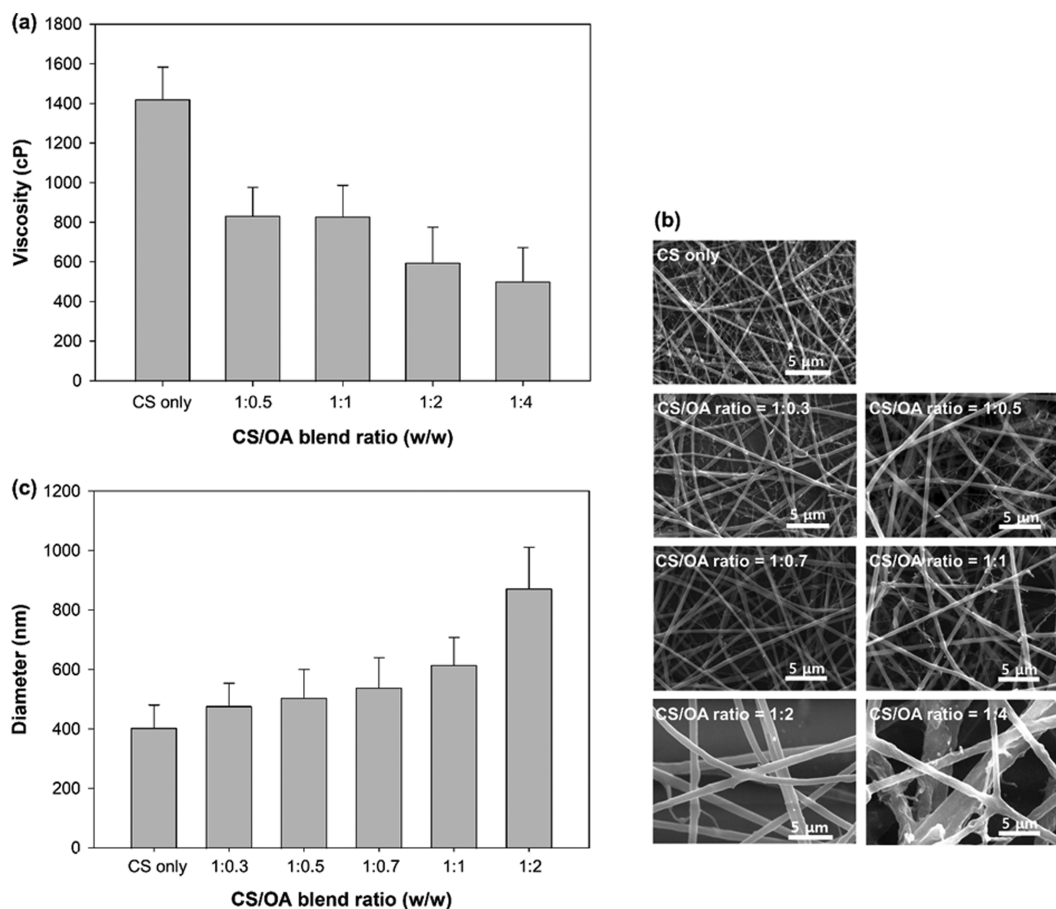 (a)
1800
1600
1400
1200
1000
800
600
400
200
0
Viscosity (cP)
CS only 1:0.5 1:1 1:2 1:4
CS/OA blend ratio (w/w)
(b)
CS only
5 µm
CS/OA ratio = 1:0.3
5 µm
CS/OA ratio = 1:0.5
5 µm
CS/OA ratio = 1:0.7
5 µm
CS/OA ratio = 1:1
5 µm
CS/OA ratio = 1:2
5 µm
CS/OA ratio = 1:4
5 µm
(c)
1200
1000
800
600
400
200
0
Diameter (nm)
CS only 1:0.3 1:0.5 1:0.7 1:1 1:2
CS/OA blend ratio (w/w)